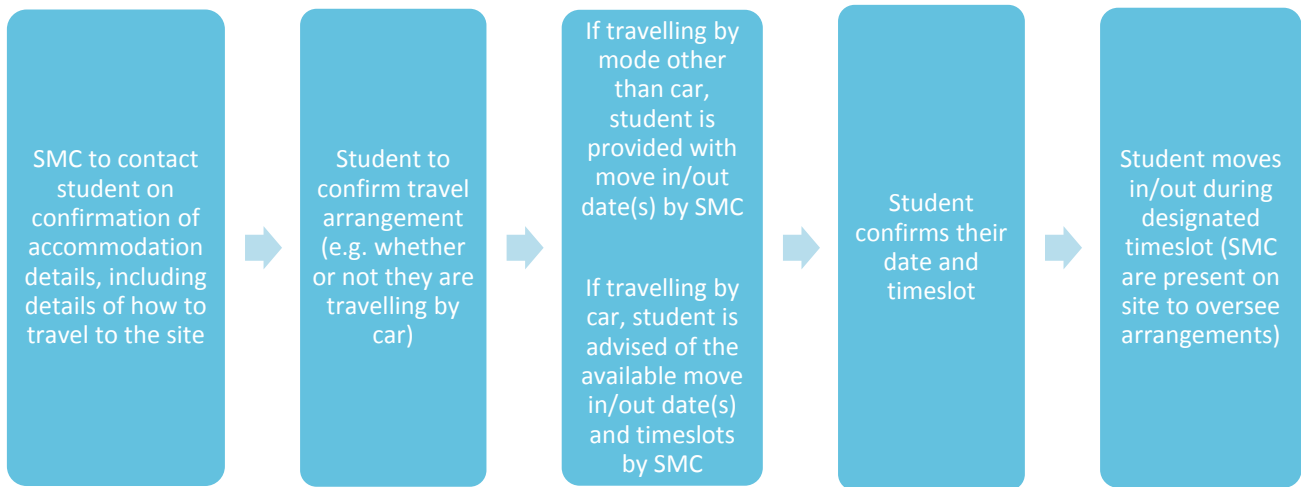 SMC to contact
student on
confirmation of
accommodation
details, including
details of how to
travel to the site
Student to
confirm travel
arrangement
(e.g. whether
or not they are
travelling by
car)
If travelling by
mode other
than car,
student is
provided with
move in/out
date(s) by SMC
If travelling by
car, student is
advised of the
available move
in/out date(s)
and timeslots
by SMC
Student
confirms their
date and
timeslot
Student moves
in/out during
designated
timeslot (SMC
are present on
site to oversee
arrangements)